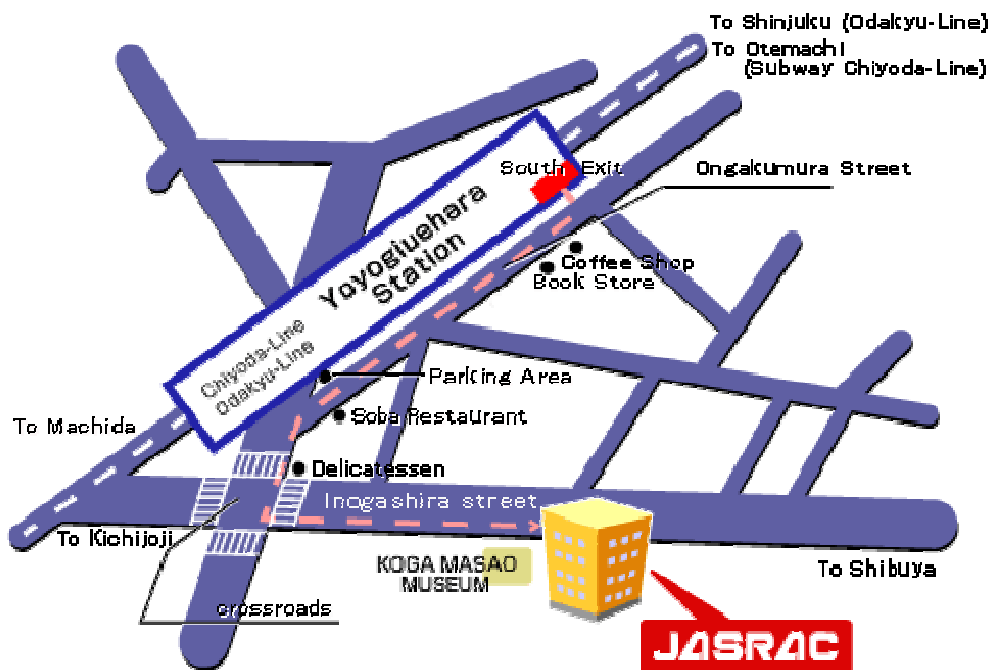 To Shinjuku (Odakyu-Line)
To Otemachi
(Subway Chiyoda-Line)
South Exit
Ongakumura Street
Yoyogiuehara
Station
Coffee Shop
Book Store
Chiyoda-Line
Odakyu-Line
Parking Area
Soba Restaurant
To Machida
Delicatessen
Inogashira street
To Kichijoji
KOGA MASAO
MUSEUM
To Shibuya
crossroads
JASRAC